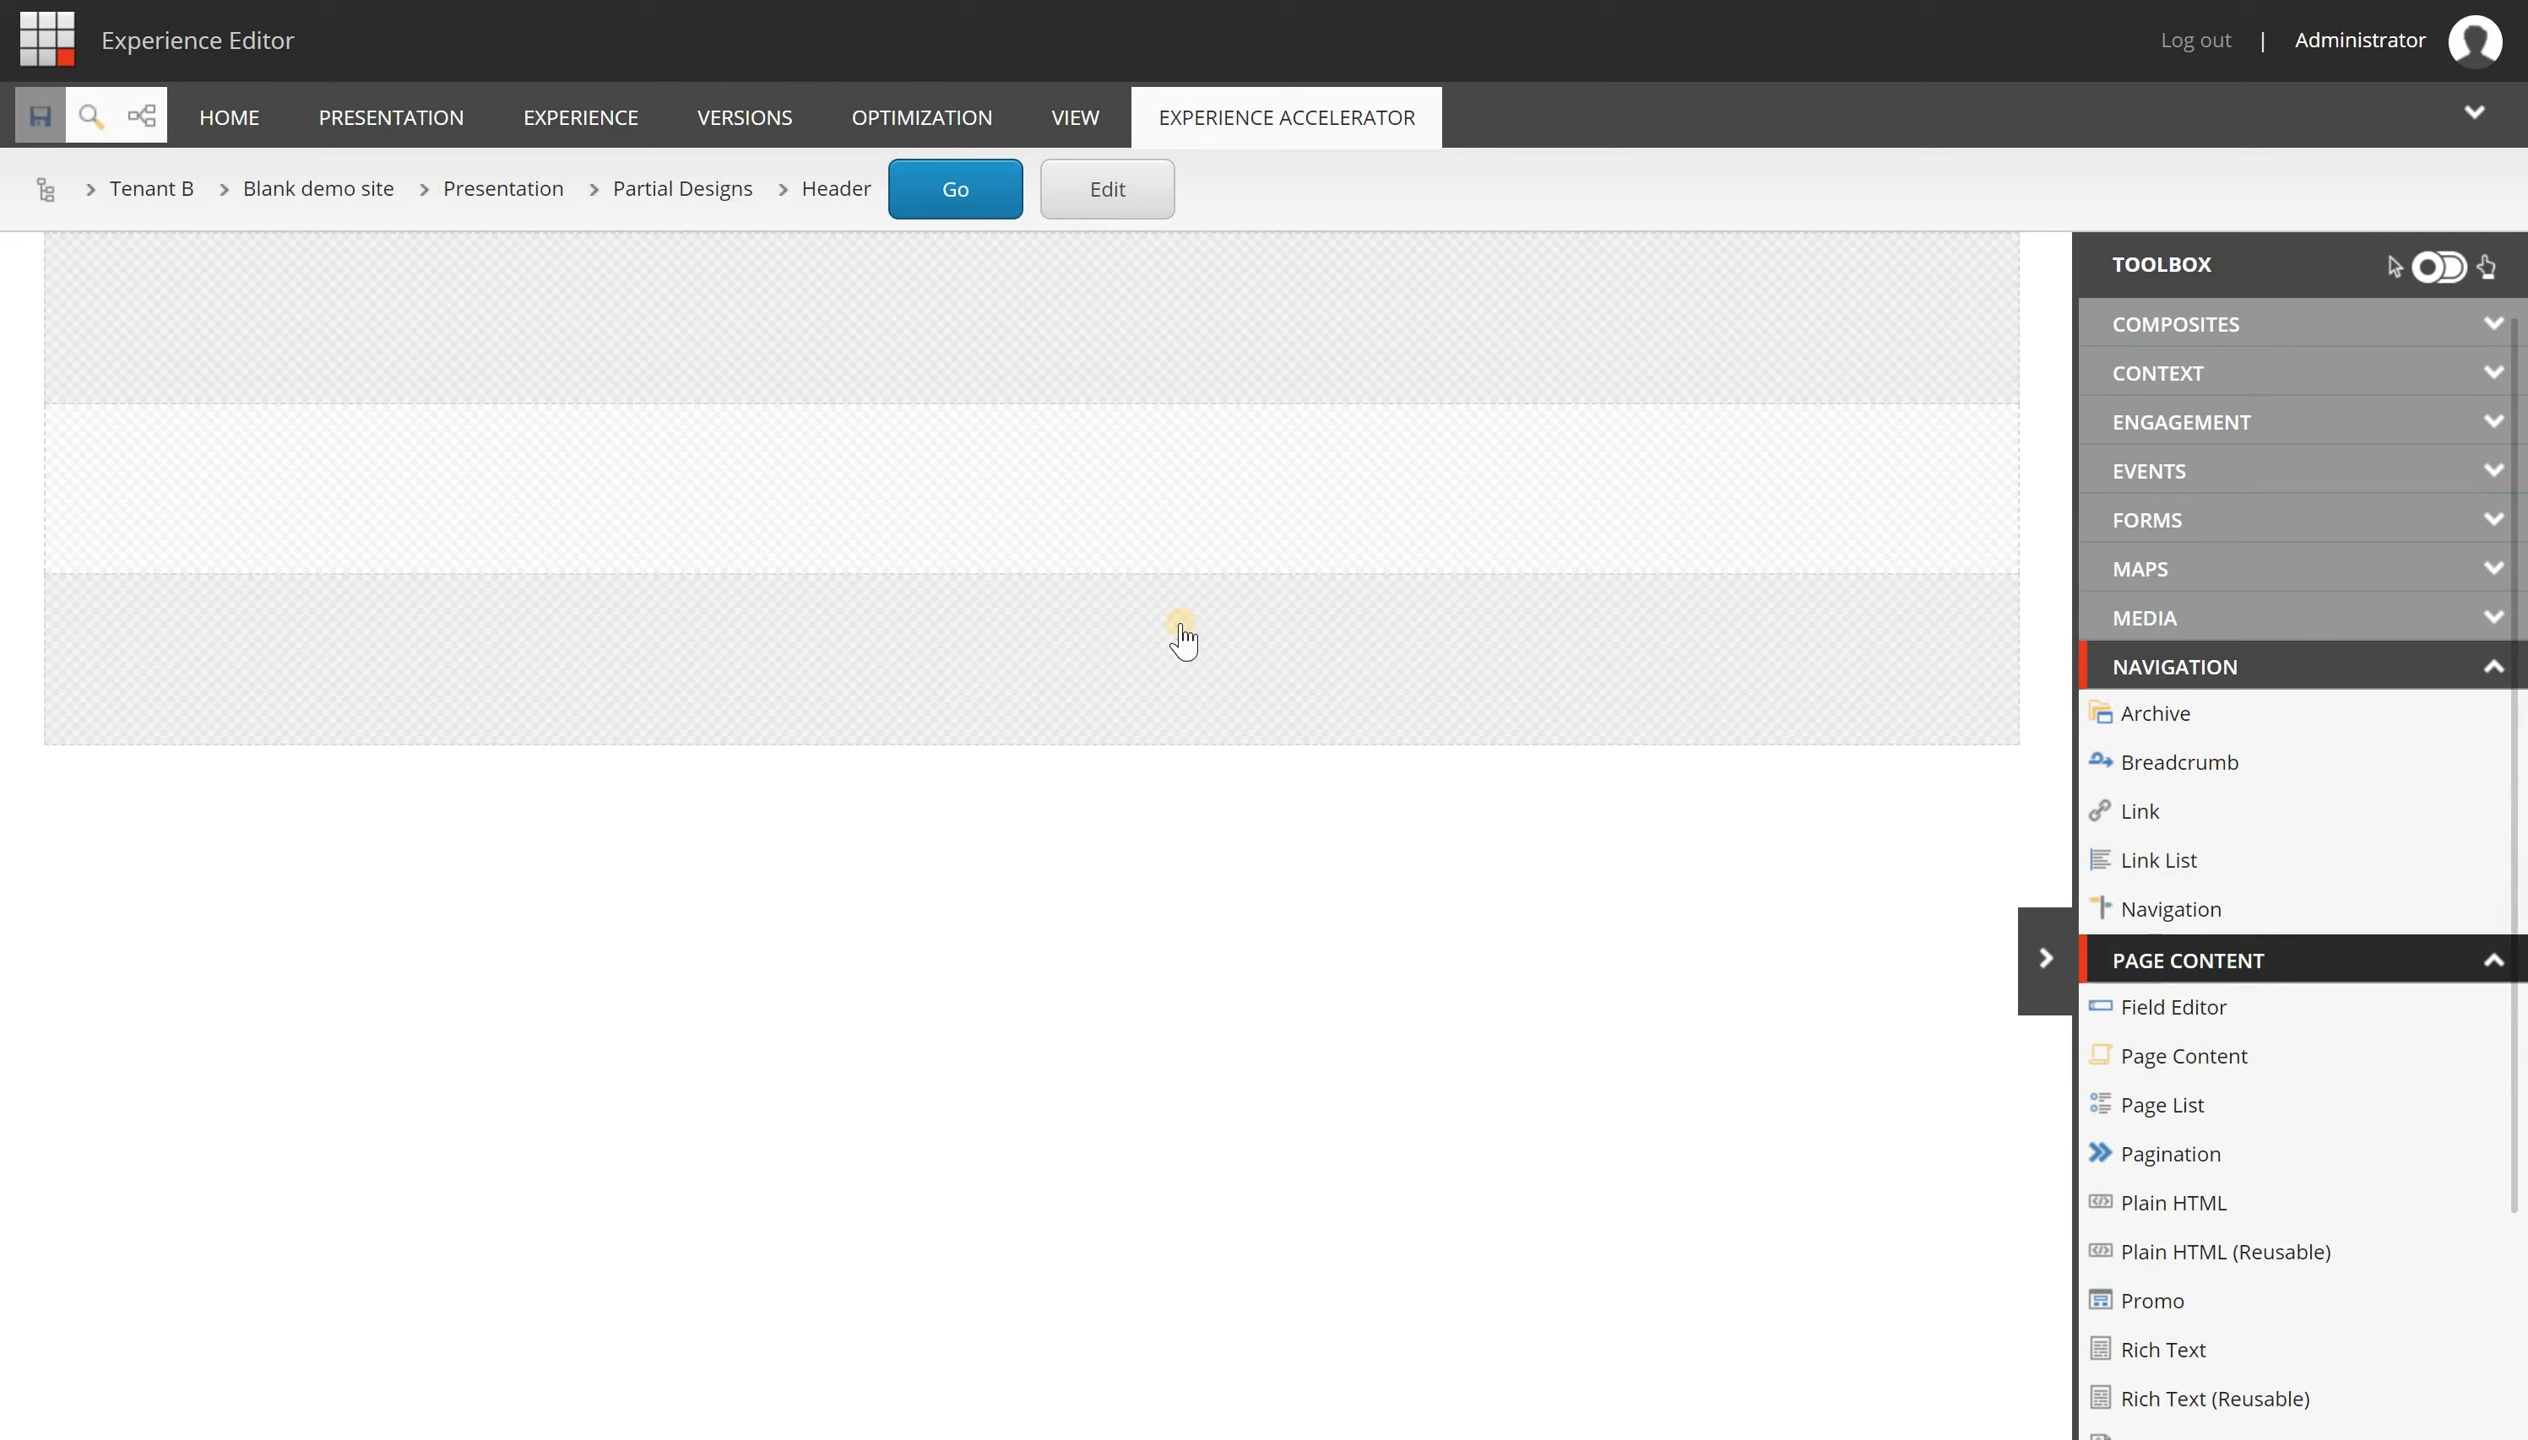 Experience Editor
Log out | Administrator
HOME PRESENTATION EXPERIENCE VERSIONS OPTIMIZATION VIEW EXPERIENCE ACCELERATOR
Tenant B Blank demo site Presentation Partial Designs Header Go Edit
TOOLBOX
COMPOSITES
CONTEXT
ENGAGEMENT
EVENTS
FORMS
MAPS
MEDIA
NAVIGATION
Archive
Breadcrumb
Link
Link List
Navigation
PAGE CONTENT
Field Editor
Page Content
Page List
Pagination
Plain HTML
Plain HTML (Reusable)
Promo
Rich Text
Rich Text (Reusable)